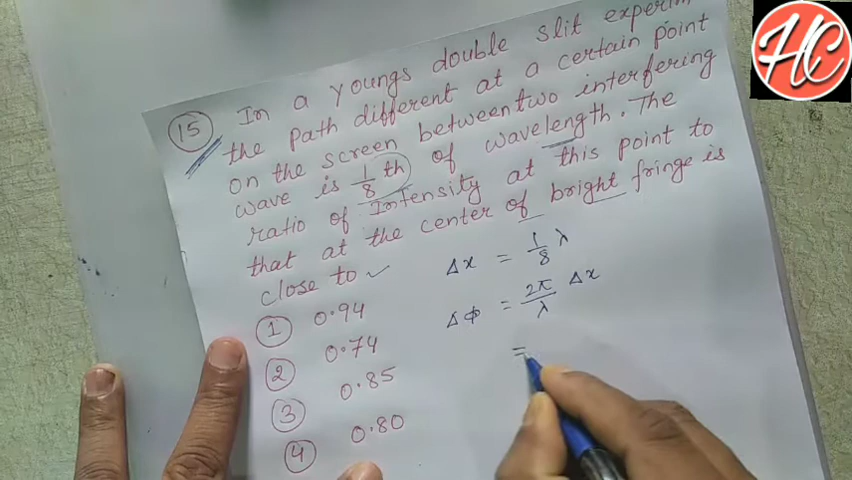 HC
15 In a youngs double slit experim
the path different at a certain point
on the screen between two interfering
wave is 1/8 th of wavelength. The
ratio of Intensity at this point to
that at the center of bright fringe is
close to
Δx = 1/8 λ
Δφ = 2π/λ Δx
=
1 0.94
2 0.74
3 0.85
4 0.80